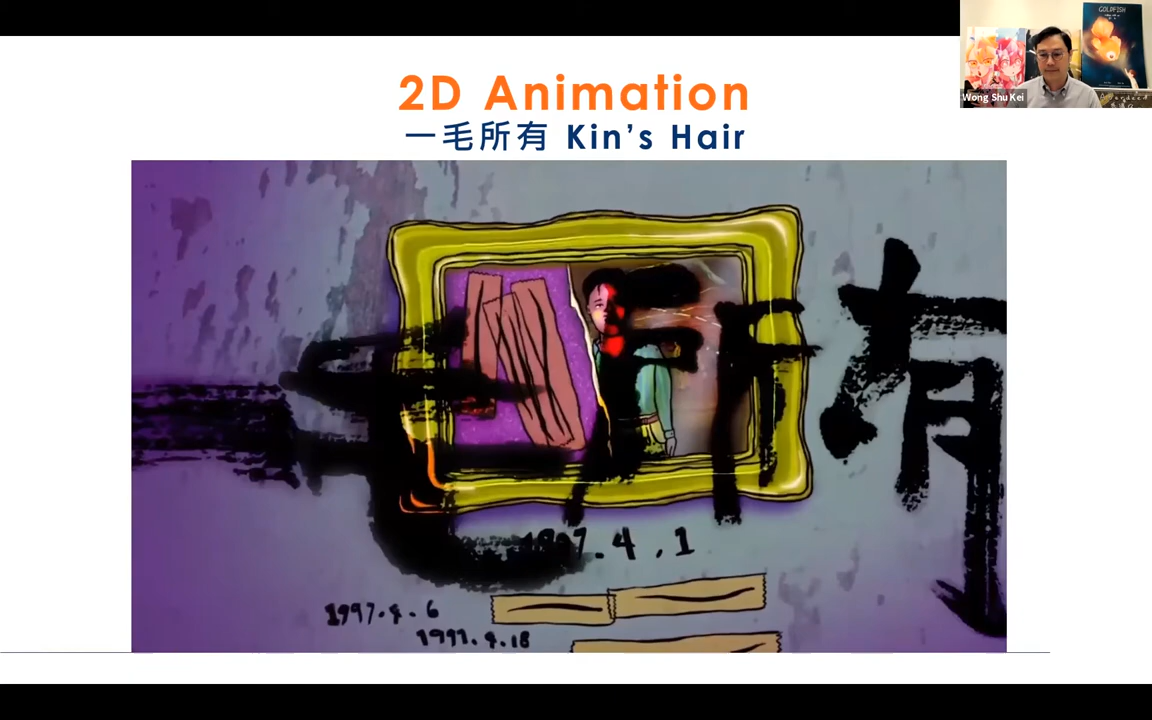 2D Animation
一毛所有 Kin's Hair
一毛所有
1997.4.1
1997.4.6
1997.4.18
GOLDFISH
Wong Shu Kei